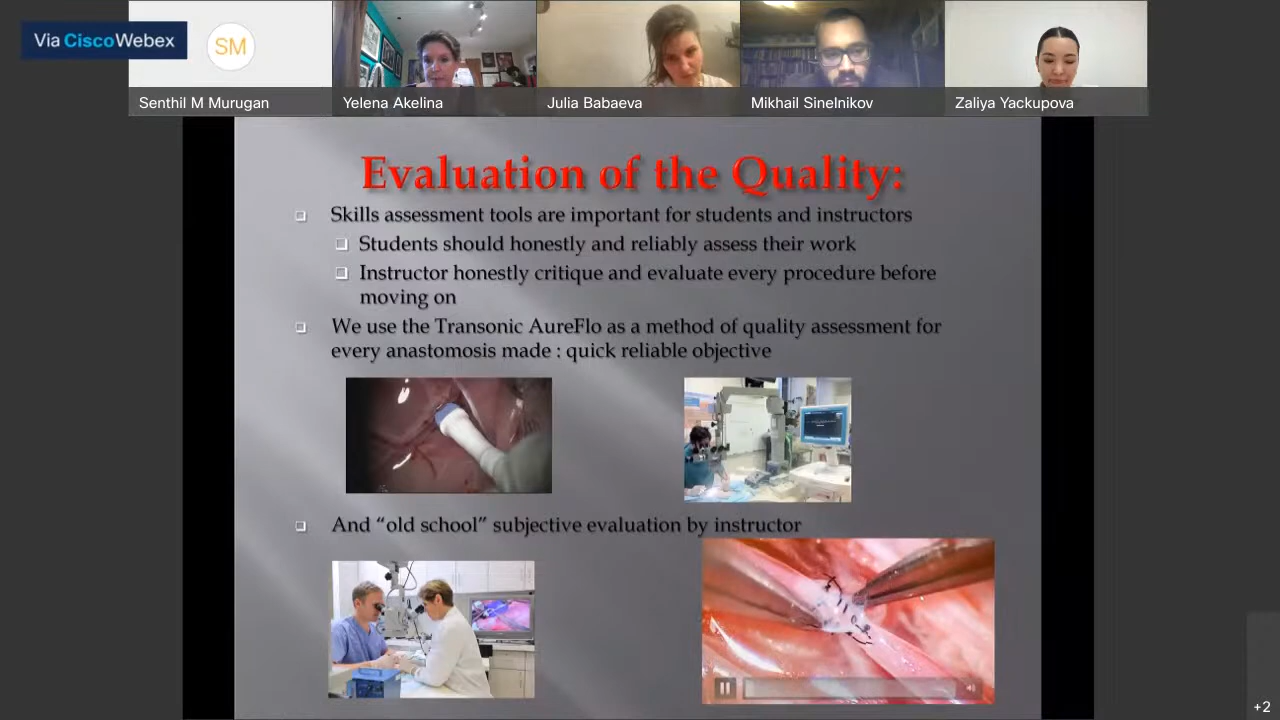 Via CiscoWebex
SM
Senthil M Murugan
Yelena Akelina
Julia Babaeva
Mikhail Sinelnikov
Zaliya Yackupova
Evaluation of the Quality:
Skills assessment tools are important for students and instructors
Students should honestly and reliably assess their work
Instructor honestly critique and evaluate every procedure before
moving on
We use the Transonic AureFlo as a method of quality assessment for
every anastomosis made : quick reliable objective
And “old school” subjective evaluation by instructor
+2